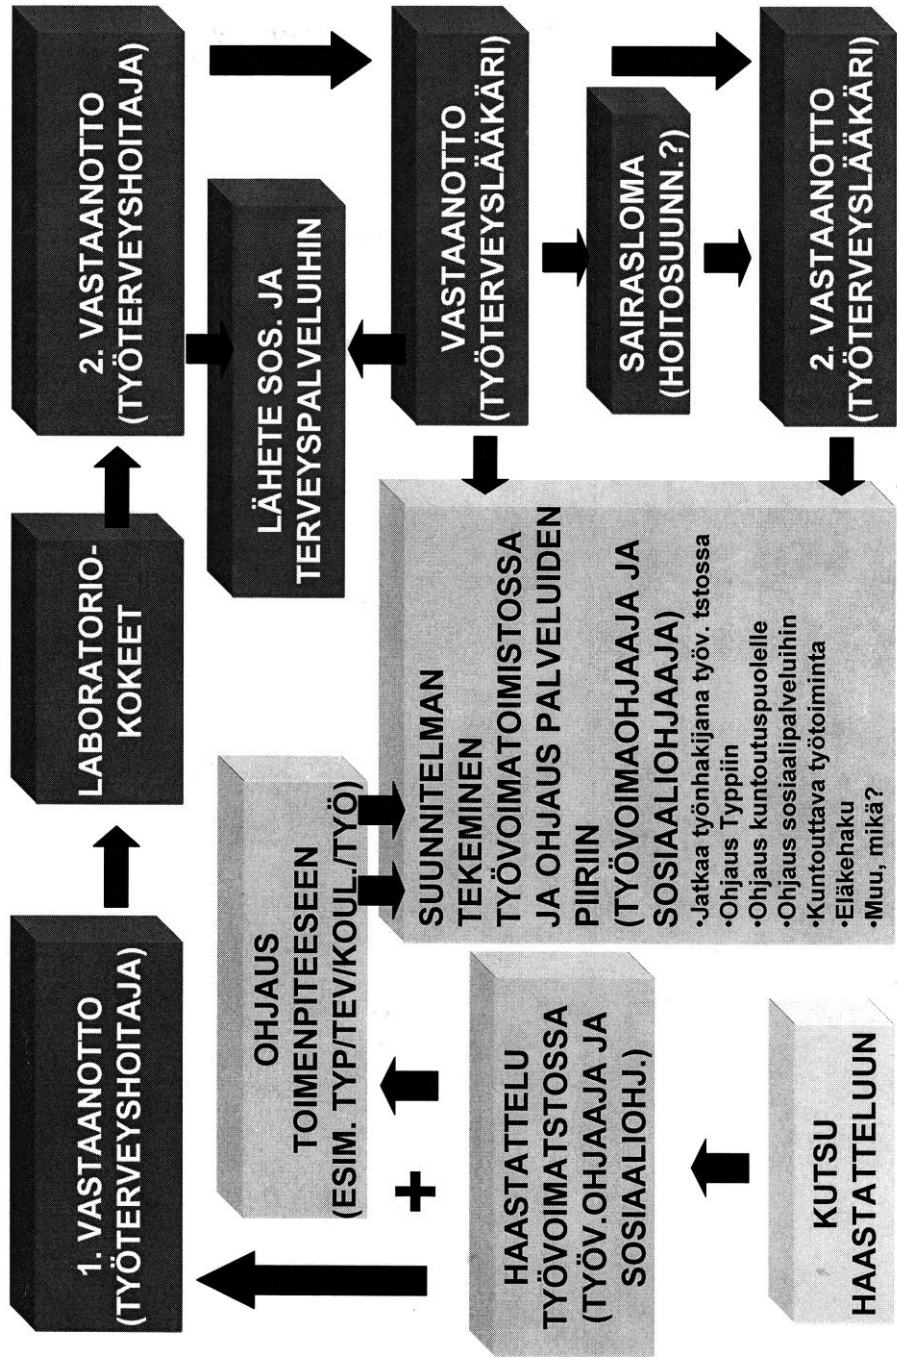 1. VASTAANOTTO
(TYÖTERVEYSHOITAJA)
LABORATORIO-
KOKEET
2. VASTAANOTTO
(TYÖTERVEYSHOITAJA)
OHJAUS
TOIMENPITEESEEN
(ESIM. TYP/TEV/KOUL./TYÖ)
LÄHETE SOS. JA
TERVEYSPALVELUIHIN
+
HAASTATTELU
TYÖVOIMATSTOSSA
(TYÖV.OHJAAJA JA
SOSIAALIOHJ.)
SUUNNITELMAN
TEKEMINEN
TYÖVOIMATOIMISTOSSA
JA OHJAUS PALVELUIDEN
PIIRIIN
(TYÖVOIMAOHJAAJA JA
SOSIAALIOHJAAJA)
•Jatkaa työnhakijana työv. tstossa
•Ohjaus Typpiin
•Ohjaus kuntoutuspuolelle
•Ohjaus sosiaalipalveluihin
•Kuntouttava työtoiminta
•Eläkehaku
•Muu, mikä?
VASTAANOTTO
(TYÖTERVEYSLÄÄKÄRI)
SAIRASLOMA
(HOITOSUUNN.?)
KUTSU
HAASTATTELUUN
2. VASTAANOTTO
(TYÖTERVEYSLÄÄKÄRI)